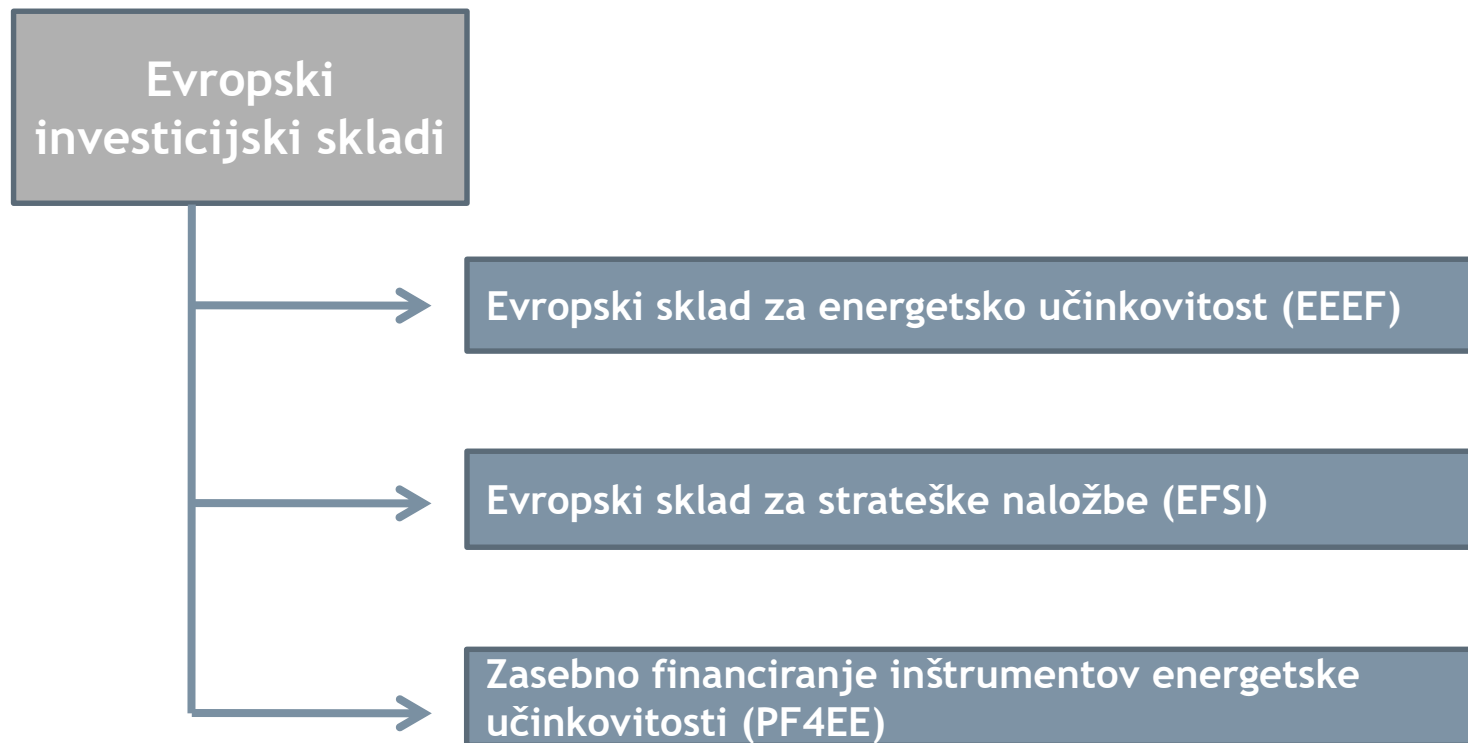 Evropski
investicijski skladi
Evropski sklad za energetsko učinkovitost (EEEF)
Evropski sklad za strateške naložbe (EFSI)
Zasebno financiranje inštrumentov energetske
učinkovitosti (PF4EE)